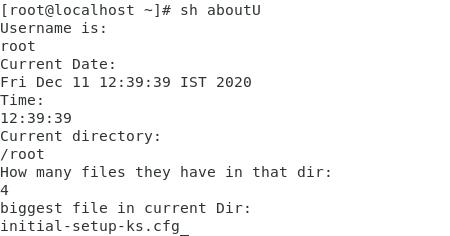 [root@localhost ~]# sh aboutU
Username is:
root
Current Date:
Fri Dec 11 12:39:39 IST 2020
Time:
12:39:39
Current directory:
/root
How many files they have in that dir:
4
biggest file in current Dir:
initial-setup-ks.cfg_